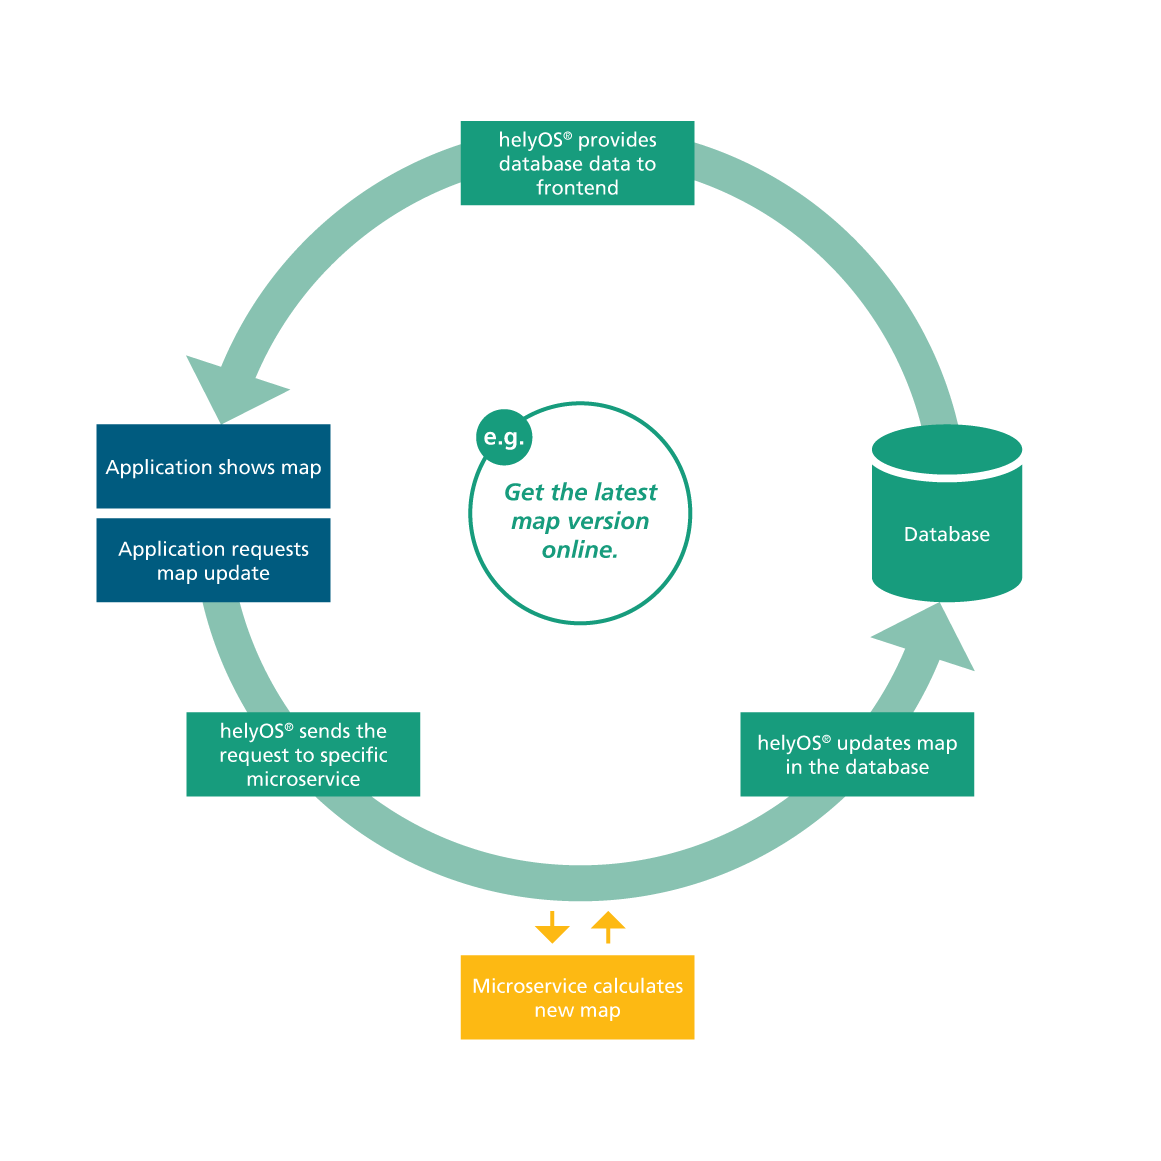 helyOS® provides
database data to
frontend
Application shows map
Application requests
map update
e.g.
Get the latest
map version
online.
Database
helyOS® sends the
request to specific
microservice
helyOS® updates map
in the database
Microservice calculates
new map